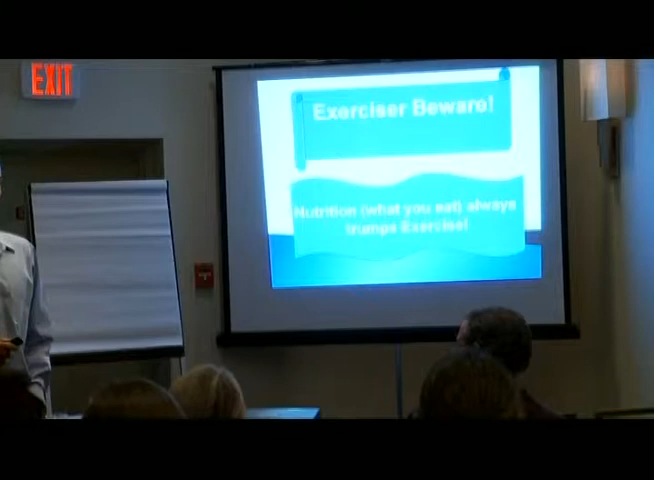 EXIT
Exerciser Beware!
Nutrition (what you eat) always
trumps Exercise!